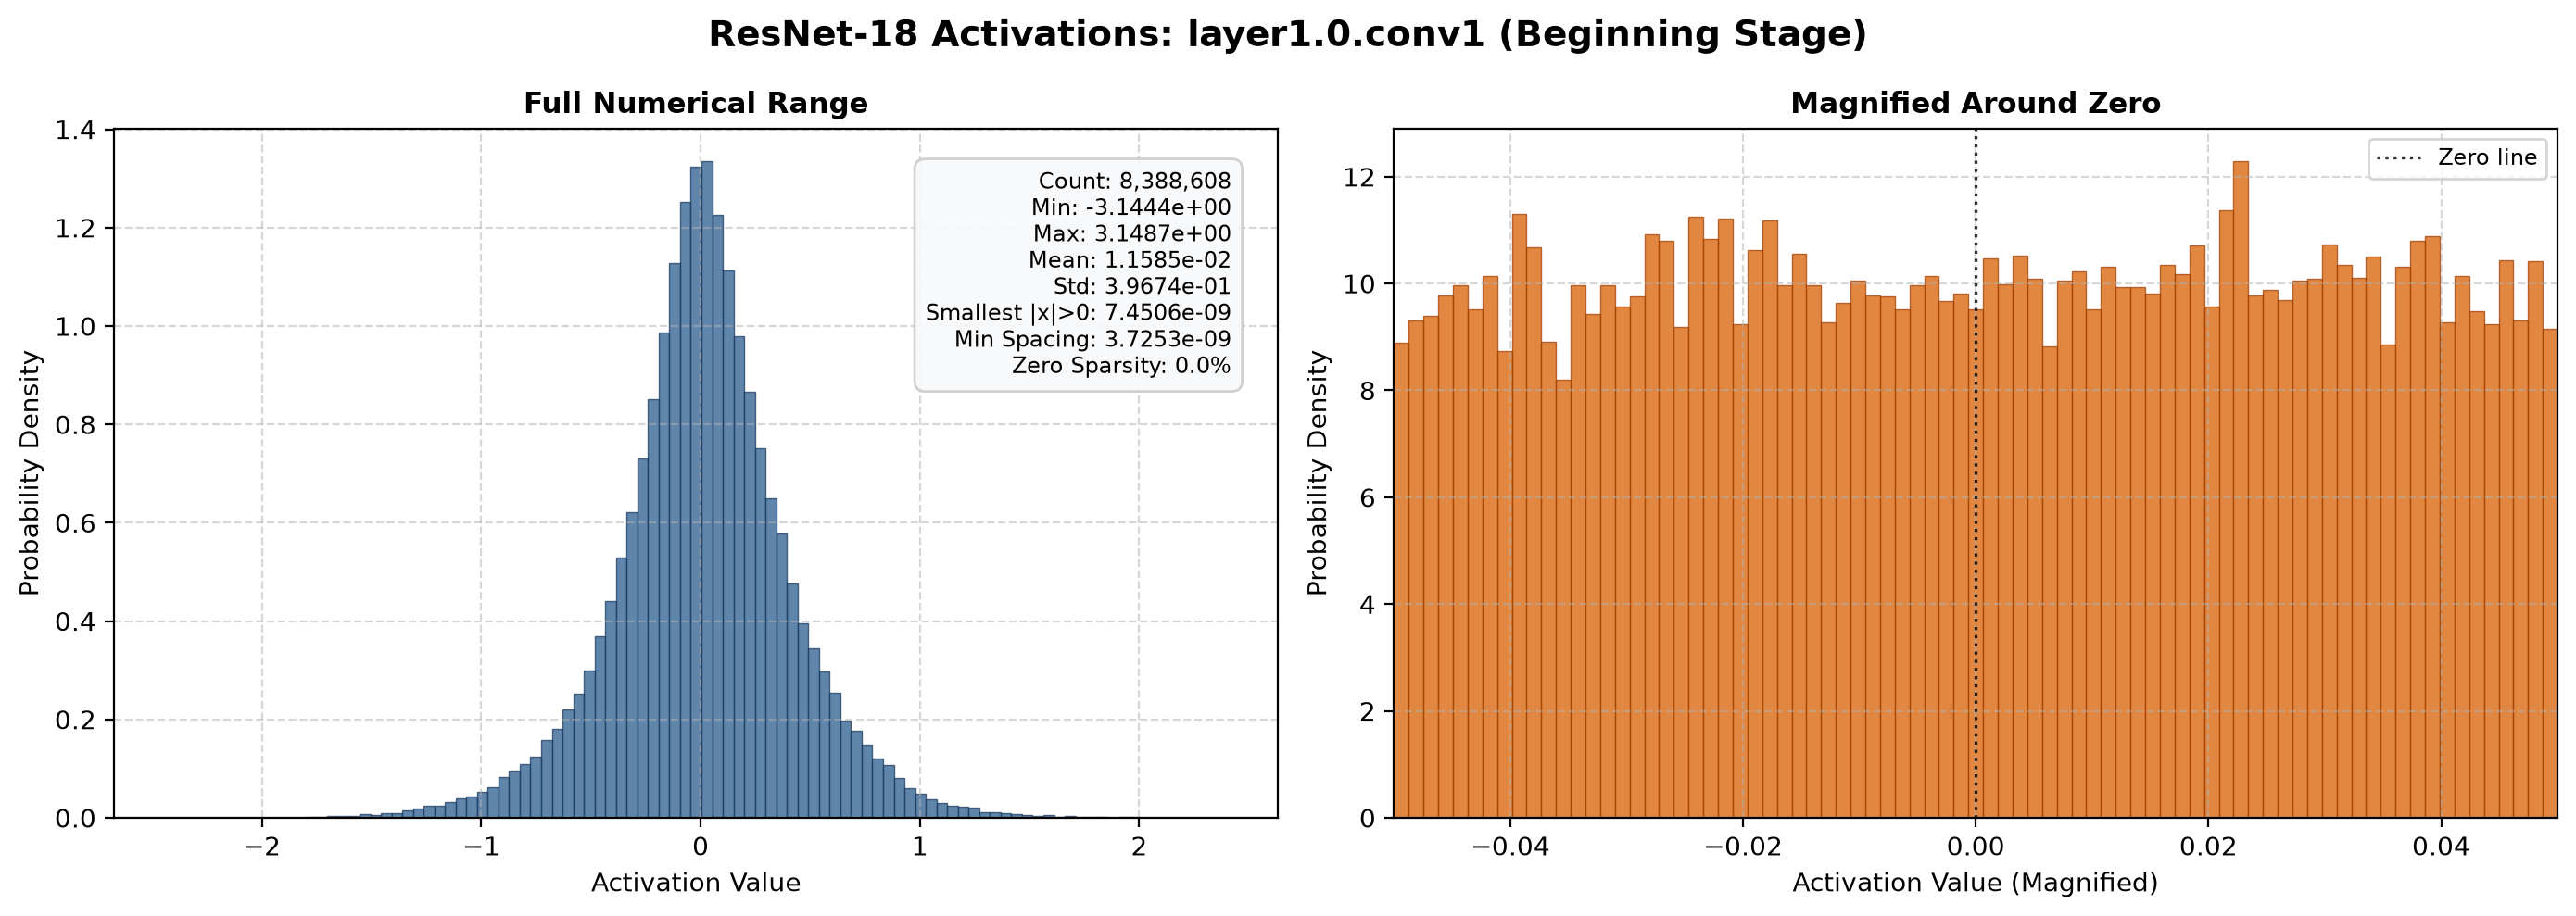 ResNet-18 Activations: layer1.0.conv1 (Beginning Stage)
Full Numerical Range
Probability Density
1.4
1.2
1.0
0.8
0.6
0.4
0.2
0.0
Count: 8,388,608
Min: -3.1444e+00
Max: 3.1487e+00
Mean: 1.1585e-02
Std: 3.9674e-01
Smallest |x|>0: 7.4506e-09
Min Spacing: 3.7253e-09
Zero Sparsity: 0.0%
−2 −1 0 1 2
Activation Value
Magnified Around Zero
Probability Density
12
10
8
6
4
2
0
Zero line
−0.04 −0.02 0.00 0.02 0.04
Activation Value (Magnified)